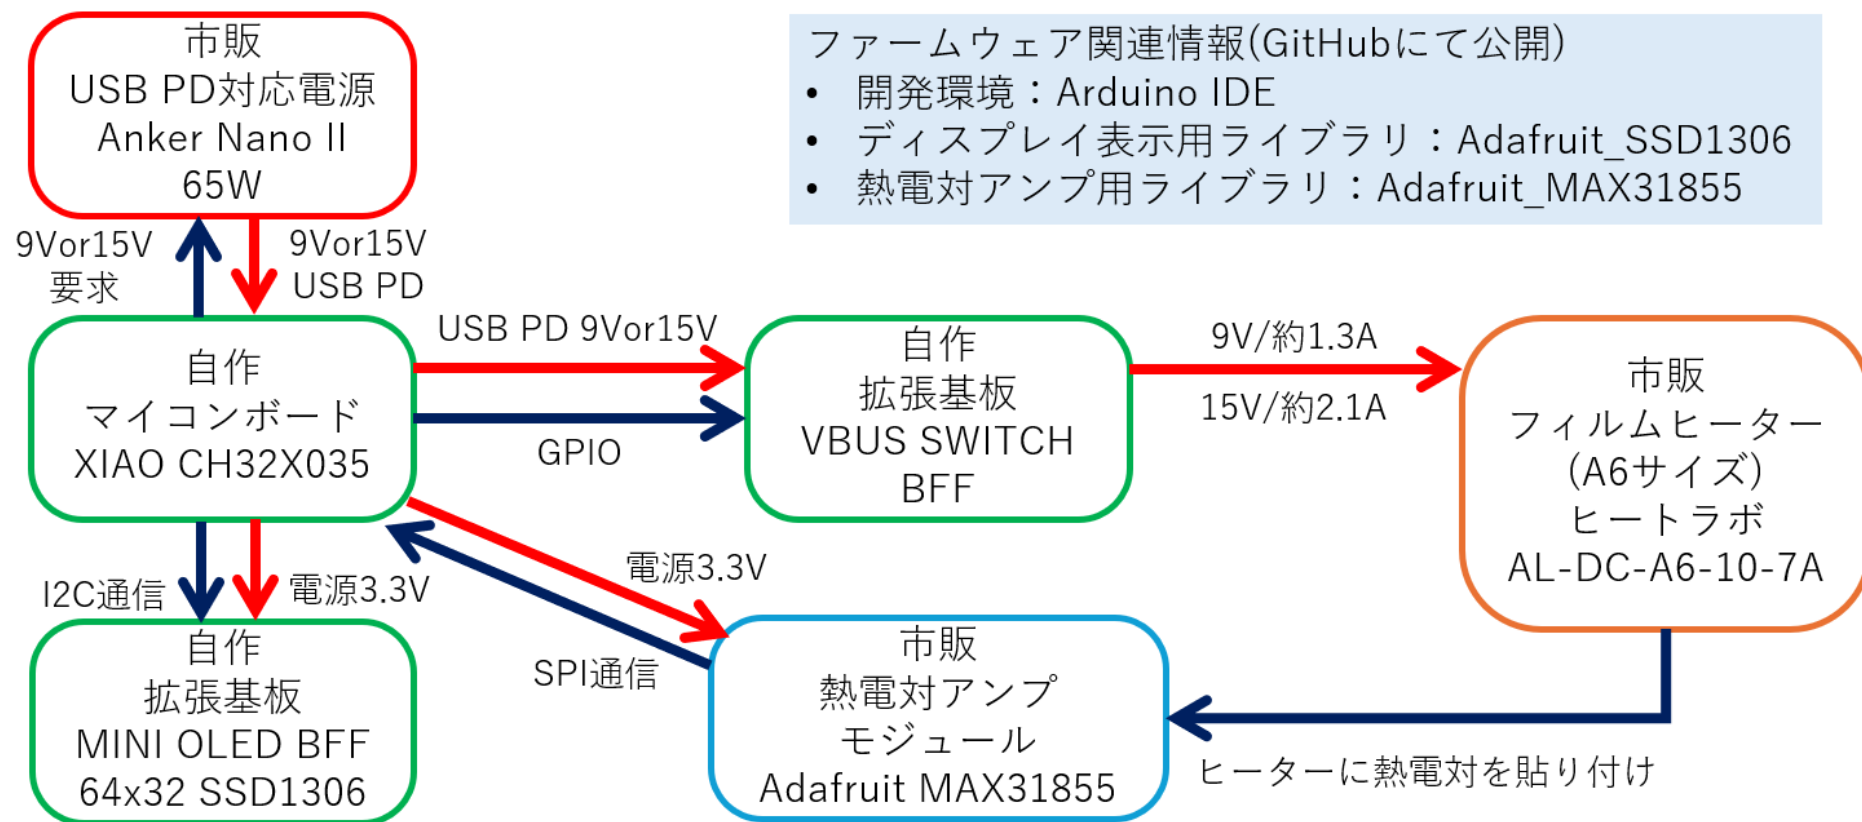 市販
USB PD対応電源
Anker Nano II
65W
ファームウェア関連情報(GitHubにて公開)
• 開発環境：Arduino IDE
• ディスプレイ表示用ライブラリ：Adafruit_SSD1306
• 熱電対アンプ用ライブラリ：Adafruit_MAX31855
9Vor15V
要求
9Vor15V
USB PD
自作
マイコンボード
XIAO CH32X035
USB PD 9Vor15V
GPIO
自作
拡張基板
VBUS SWITCH
BFF
9V/約1.3A
15V/約2.1A
市販
フィルムヒーター
(A6サイズ)
ヒートラボ
AL-DC-A6-10-7A
I2C通信
電源3.3V
電源3.3V
SPI通信
自作
拡張基板
MINI OLED BFF
64x32 SSD1306
市販
熱電対アンプ
モジュール
Adafruit MAX31855
ヒーターに熱電対を貼り付け